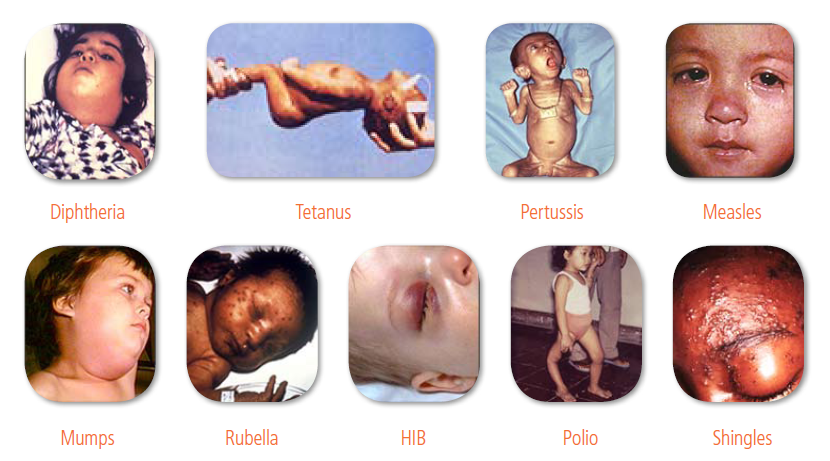 Diphtheria
Tetanus
Pertussis
Measles
Mumps
Rubella
HIB
Polio
Shingles